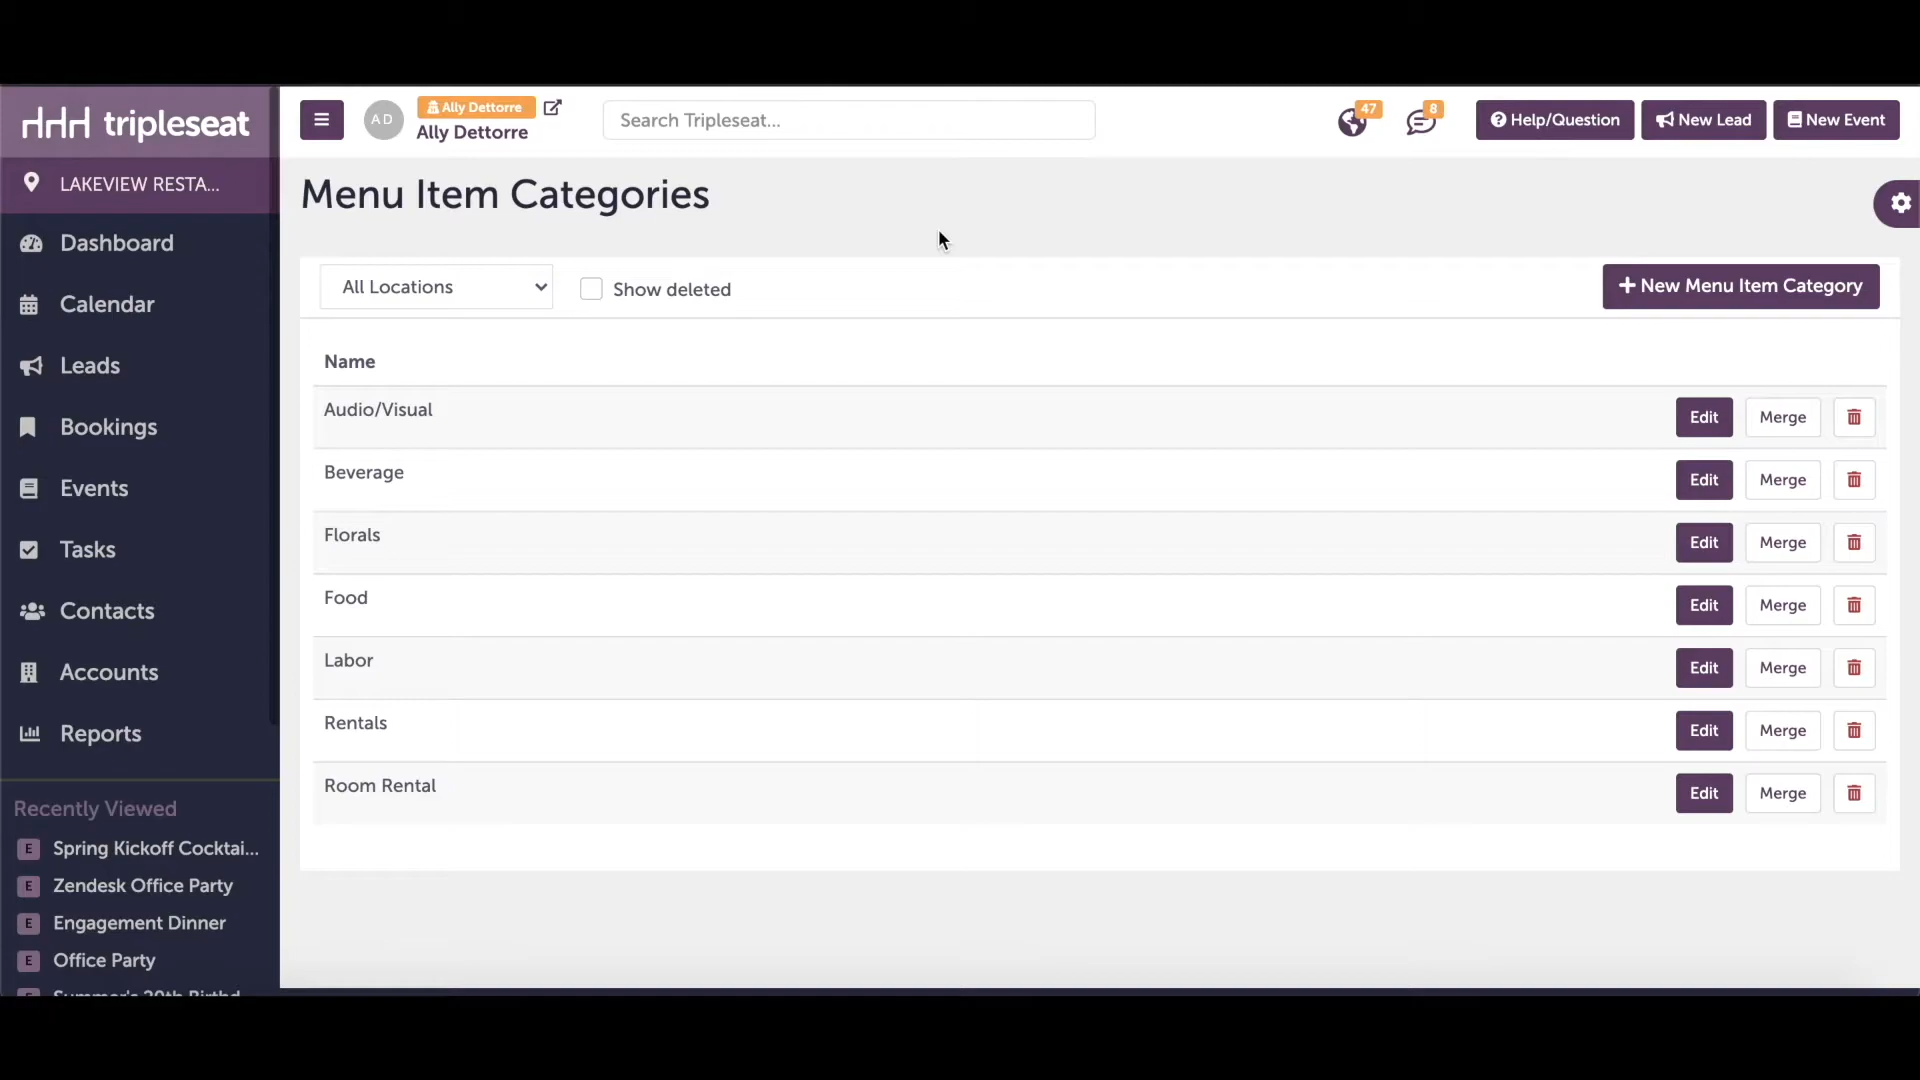 tripleseat
AD
Ally Dettorre
Ally Dettorre
Search Tripleseat...
47
8
Help/Question
New Lead
New Event
LAKEVIEW RESTA...
Dashboard
Calendar
Leads
Bookings
Events
Tasks
Contacts
Accounts
Reports
Recently Viewed
E Spring Kickoff Cocktai...
E Zendesk Office Party
E Engagement Dinner
E Office Party
Menu Item Categories
All Locations
Show deleted
+ New Menu Item Category
Name
Audio/Visual Edit Merge
Beverage Edit Merge
Florals Edit Merge
Food Edit Merge
Labor Edit Merge
Rentals Edit Merge
Room Rental Edit Merge